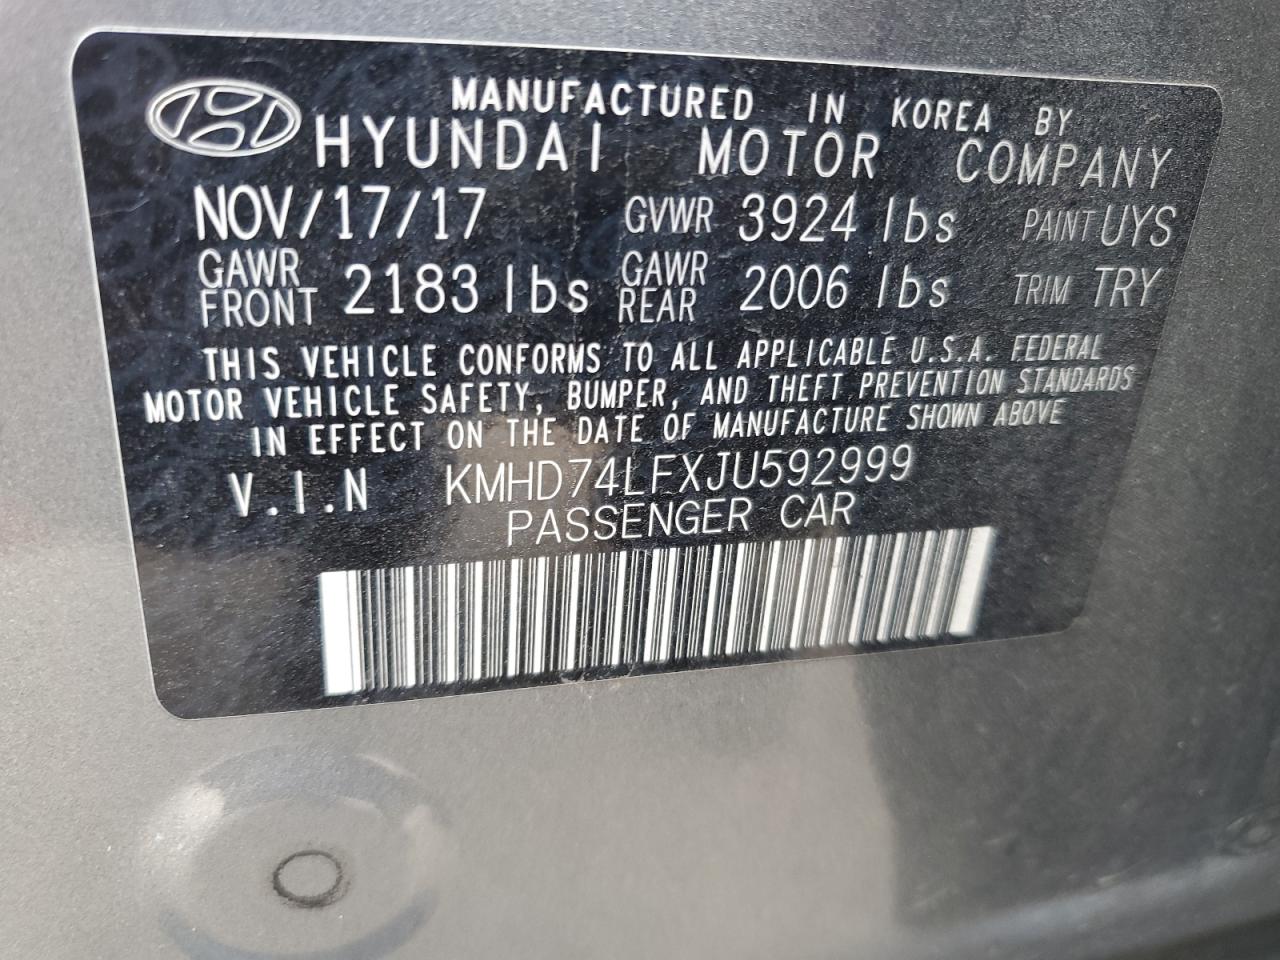 MANUFACTURED IN KOREA BY
HYUNDAI MOTOR COMPANY
NOV/17/17 GVWR 3924 lbs PAINT UYS
GAWR FRONT 2183 lbs GAWR REAR 2006 lbs TRIM TRY
THIS VEHICLE CONFORMS TO ALL APPLICABLE U.S.A. FEDERAL
MOTOR VEHICLE SAFETY, BUMPER, AND THEFT PREVENTION STANDARDS
IN EFFECT ON THE DATE OF MANUFACTURE SHOWN ABOVE
V.I.N KMHD74LFXJU592999
PASSENGER CAR